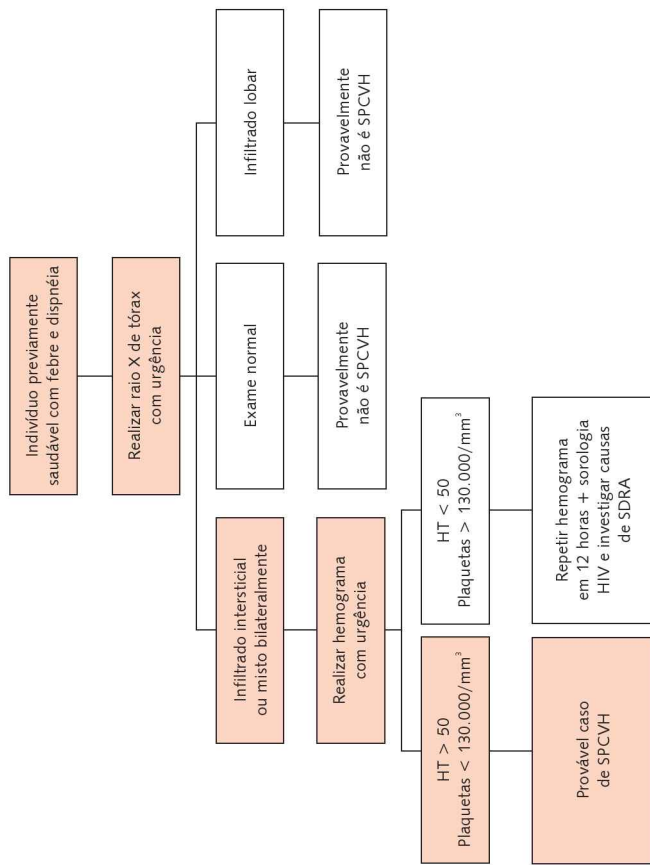 Indivíduo previamente
saudável com febre e dispnéia
Realizar raio X de tórax
com urgência
Infiltrado intersticial
ou misto bilateralmente
Exame normal
Infiltrado lobar
Realizar hemograma
com urgência
Provavelmente
não é SPCVH
Provavelmente
não é SPCVH
HT > 50
Plaquetas < 130.000/mm³
HT < 50
Plaquetas > 130.000/mm³
Provável caso
de SPCVH
Repetir hemograma
em 12 horas + sorologia
HIV e investigar causas
de SDRA